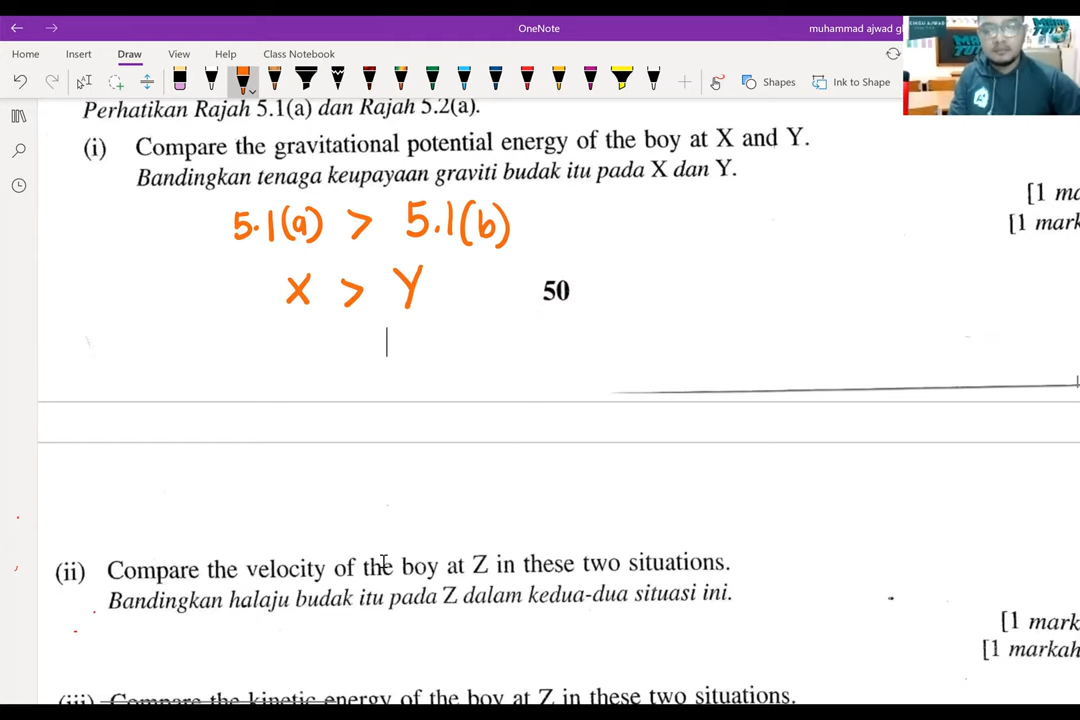 OneNote
muhammad ajwad
Home Insert Draw View Help Class Notebook
Shapes Ink to Shape
Perhatikan Rajah 5.1(a) dan Rajah 5.2(a).
(i) Compare the gravitational potential energy of the boy at X and Y.
Bandingkan tenaga keupayaan graviti budak itu pada X dan Y.
[1 ma
[1 mark
5.1(a) > 5.1(b)
X > Y
50
(ii) Compare the velocity of the boy at Z in these two situations.
Bandingkan halaju budak itu pada Z dalam kedua-dua situasi ini.
[1 mark
[1 markah
(iii) Compare the kinetic energy of the boy at Z in these two situations.